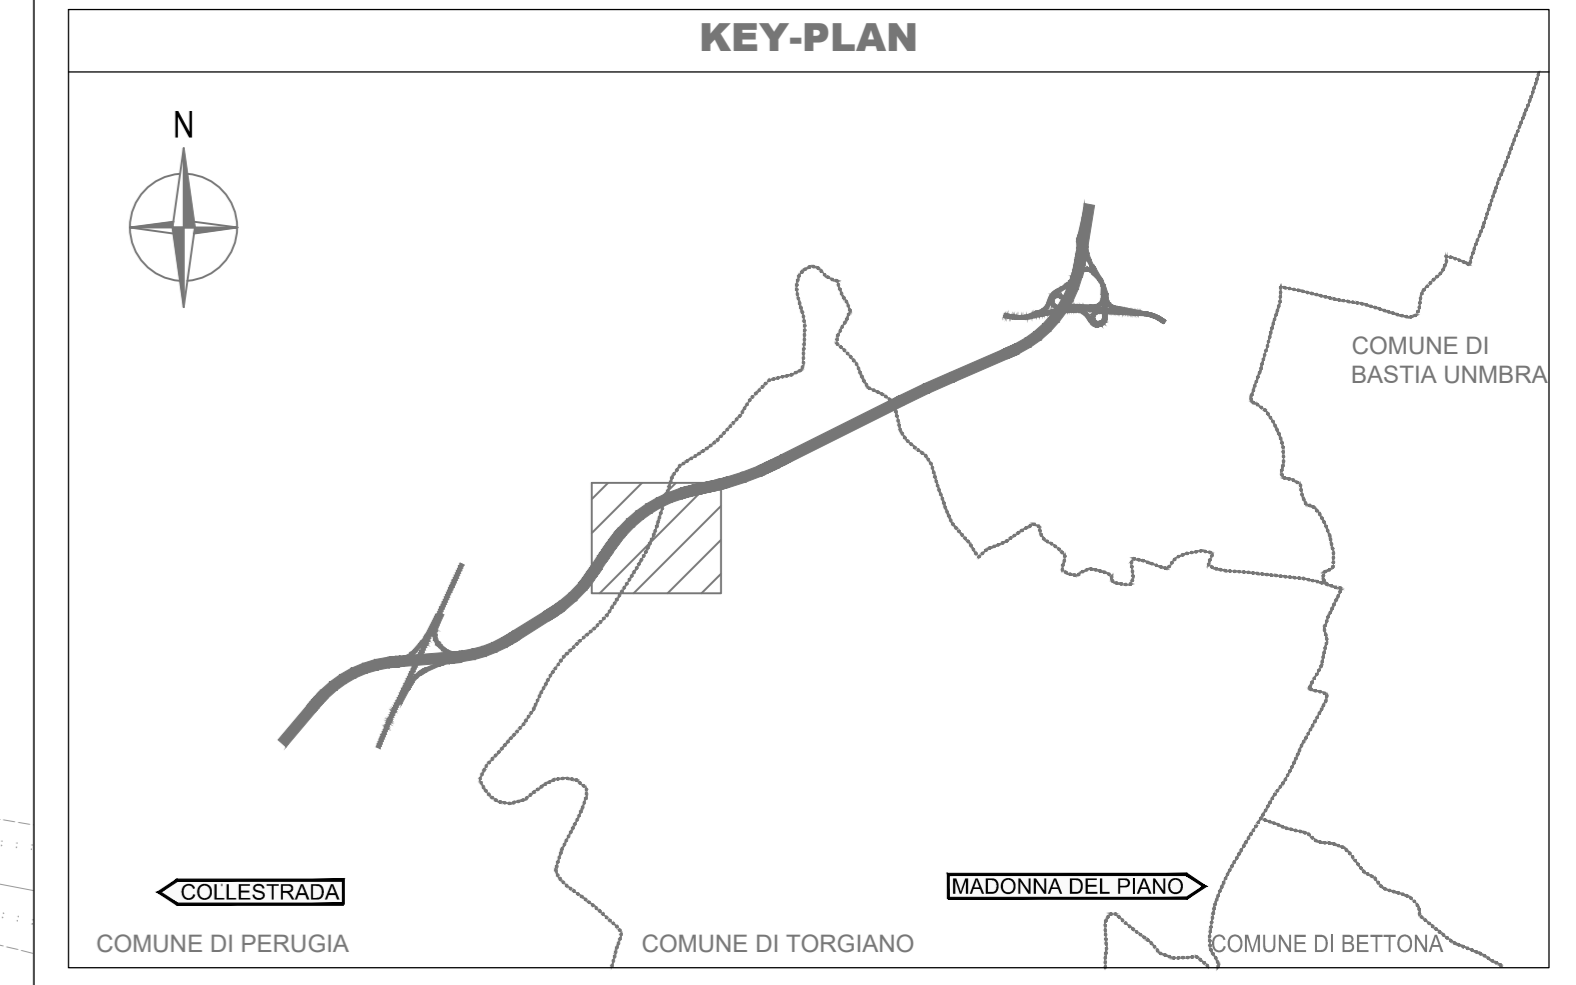 KEY-PLAN
N
COMUNE DI
BASTIA UNMBRA
COLLESTRADA
MADONNA DEL PIANO
COMUNE DI PERUGIA
COMUNE DI TORGIANO
COMUNE DI BETTONA